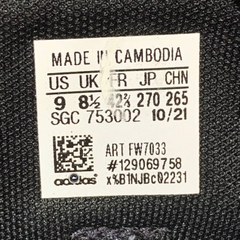 MADE IN CAMBODIA
US UK FR JP CHN
9 8½ 42⅔ 270 265
SGC 753002 10/21
ART FW7033
#129069758
adidas x%B1NJBc02231